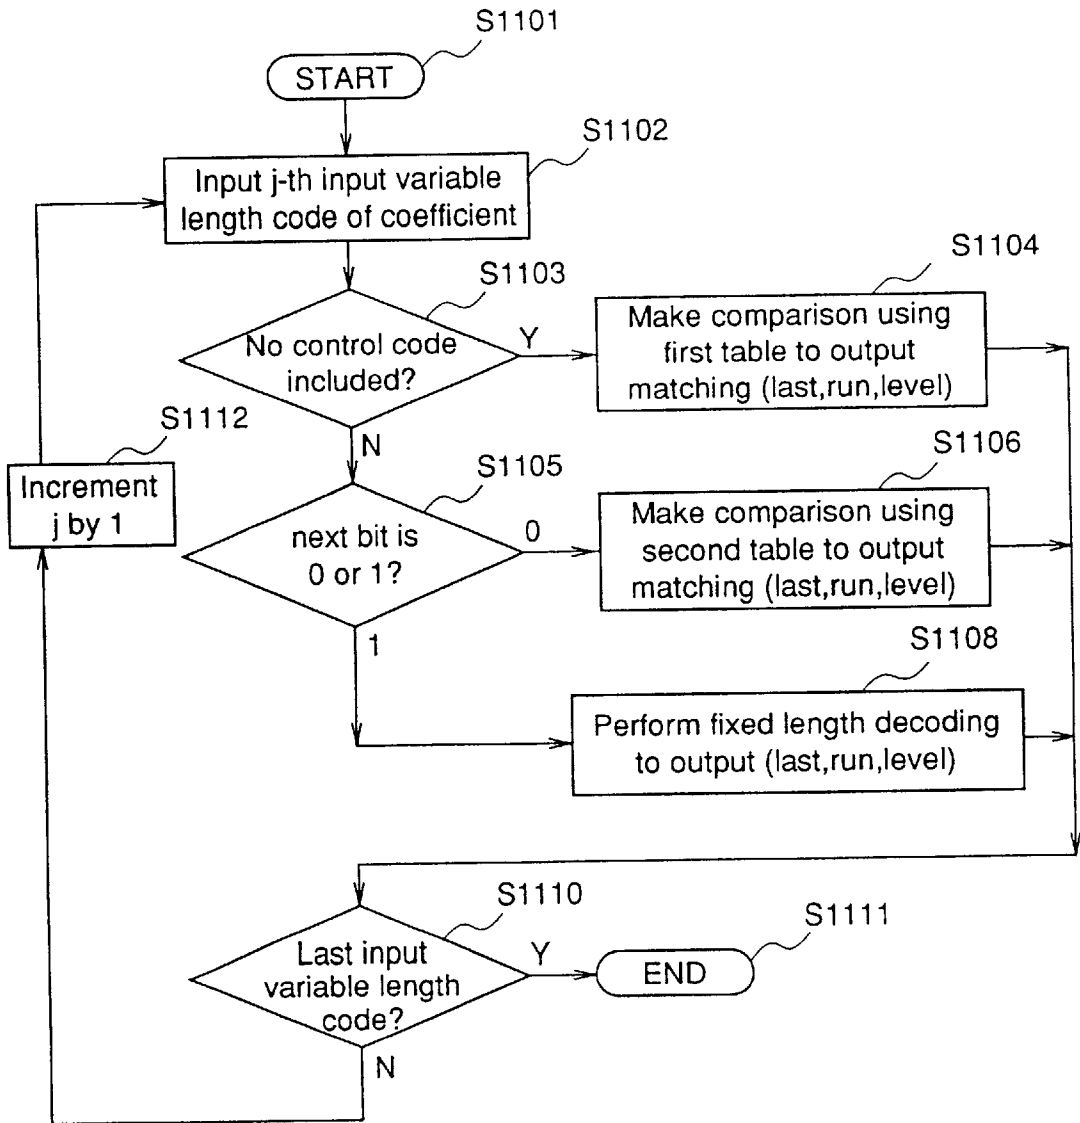 S1101
START
S1102
Input j-th input variable
length code of coefficient
S1103
No control code
included?
Y
N
S1104
Make comparison using
first table to output
matching (last,run,level)
S1112
Increment
j by 1
S1105
next bit is
0 or 1?
0
1
S1106
Make comparison using
second table to output
matching (last,run,level)
S1108
Perform fixed length decoding
to output (last,run,level)
S1110
Last input
variable length
code?
Y
N
S1111
END